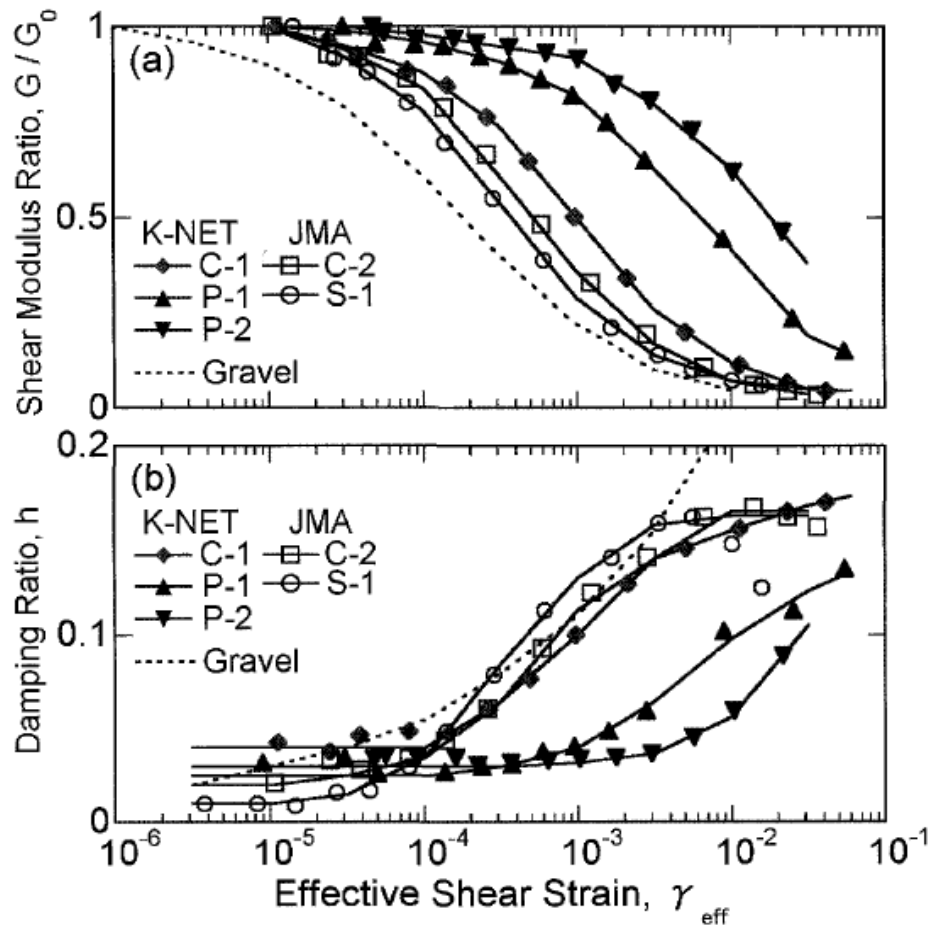 Shear Modulus Ratio, G / G0
1
0.5
0
(a)
K-NET JMA
C-1 C-2
P-1 S-1
P-2
Gravel
Damping Ratio, h
0.2
0.1
0
(b)
K-NET JMA
C-1 C-2
P-1 S-1
P-2
Gravel
10-6 10-5 10-4 10-3 10-2 10-1
Effective Shear Strain, γ eff